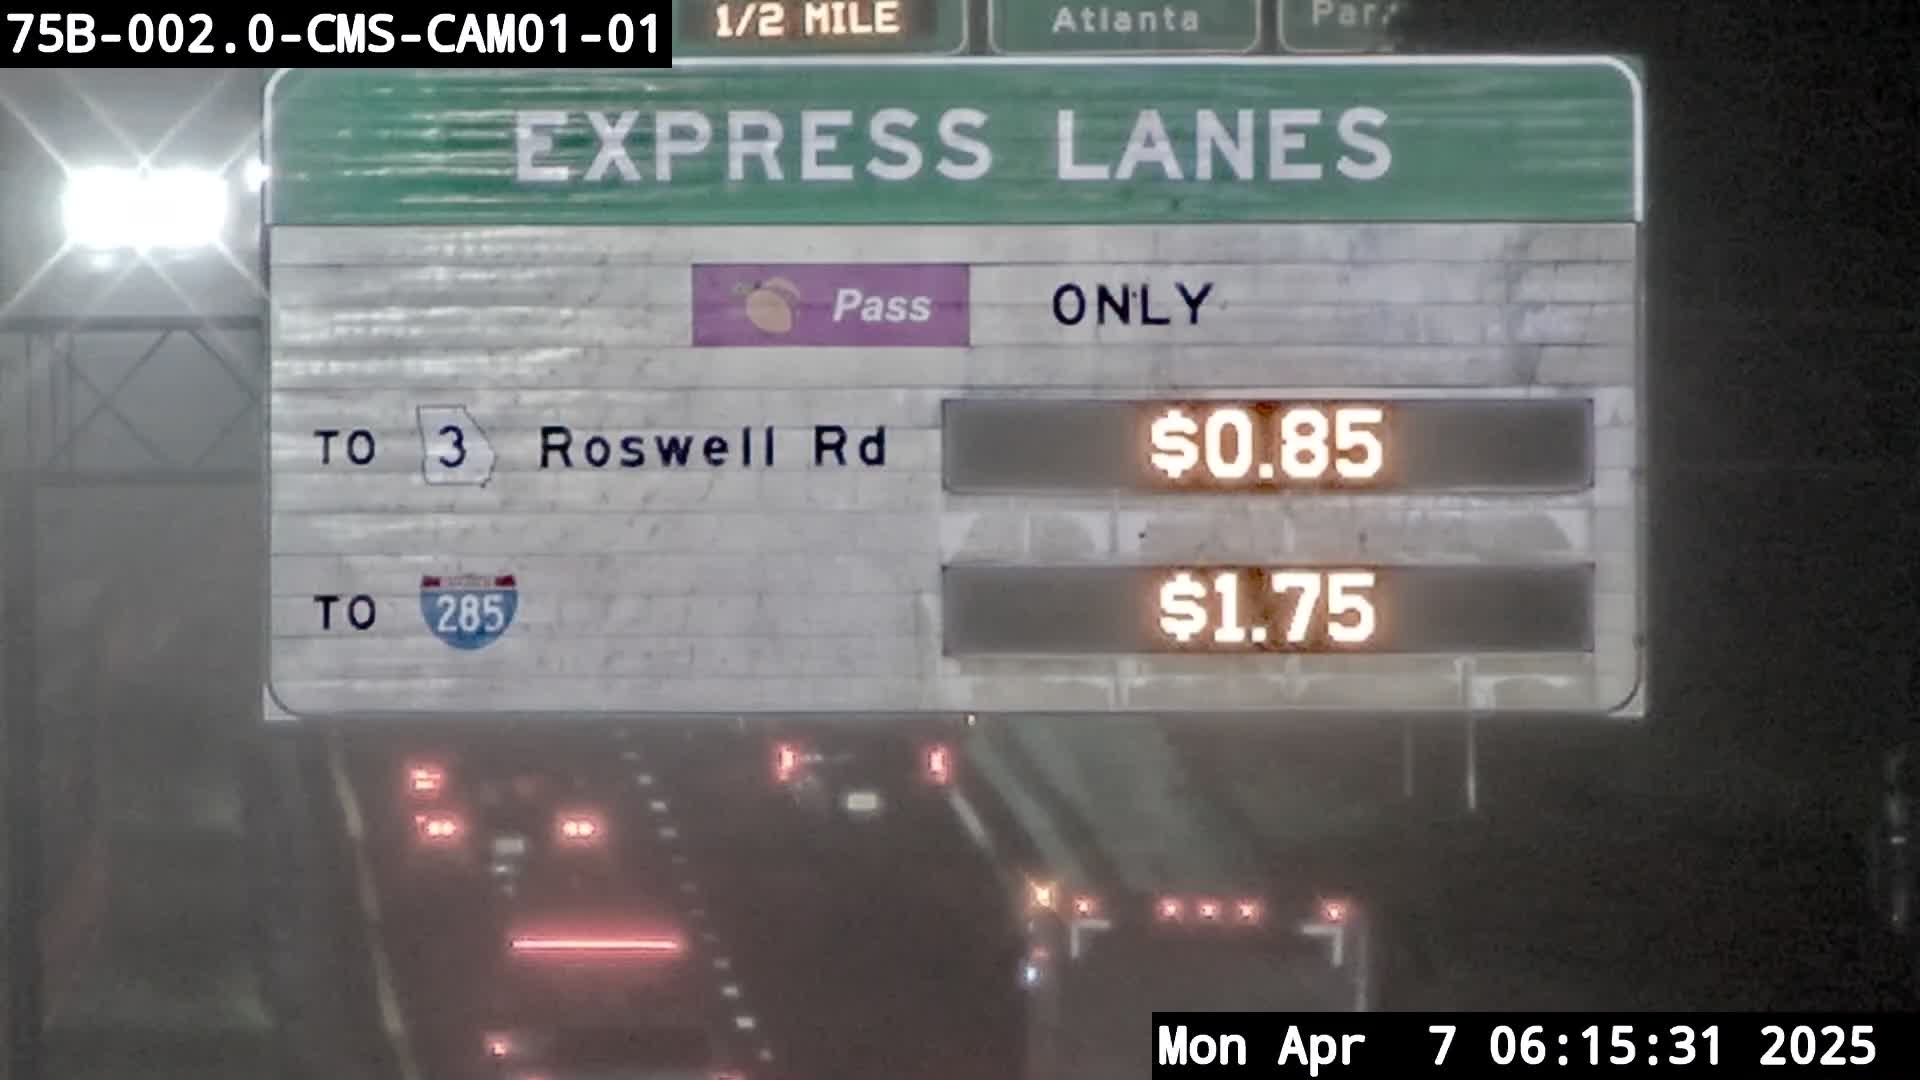 75B-002.0-CMS-CAM01-01
1/2 MILE
Atlanta
EXPRESS LANES
Pass ONLY
TO 3 Roswell Rd $0.85
TO 285 $1.75
Mon Apr 7 06:15:31 2025